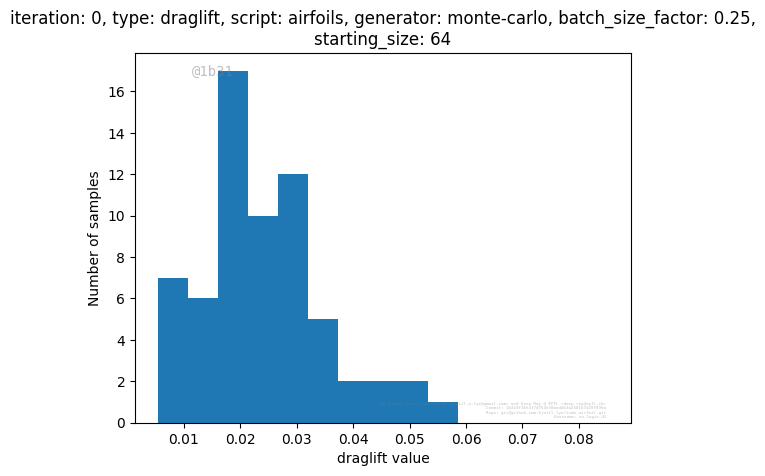 iteration: 0, type: draglift, script: airfoils, generator: monte-carlo, batch_size_factor: 0.25,
starting_size: 64
@1b31
16
14
12
10
8
6
4
2
0
Number of samples
0.01 0.02 0.03 0.04 0.05 0.06 0.07 0.08
draglift value